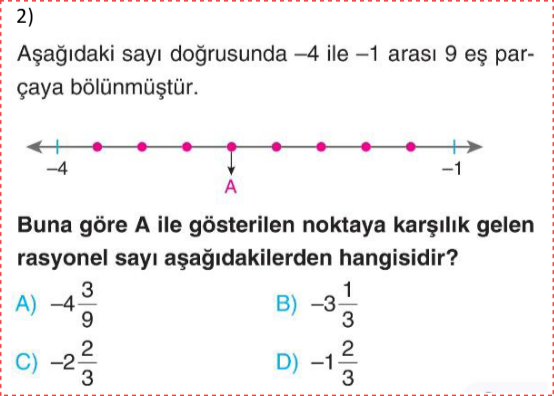 2)
Aşağıdaki sayı doğrusunda –4 ile –1 arası 9 eş par-
çaya bölünmüştür.
–4 –1
A
Buna göre A ile gösterilen noktaya karşılık gelen
rasyonel sayı aşağıdakilerden hangisidir?
A) –4 3/9 B) –3 1/3
C) –2 2/3 D) –1 2/3